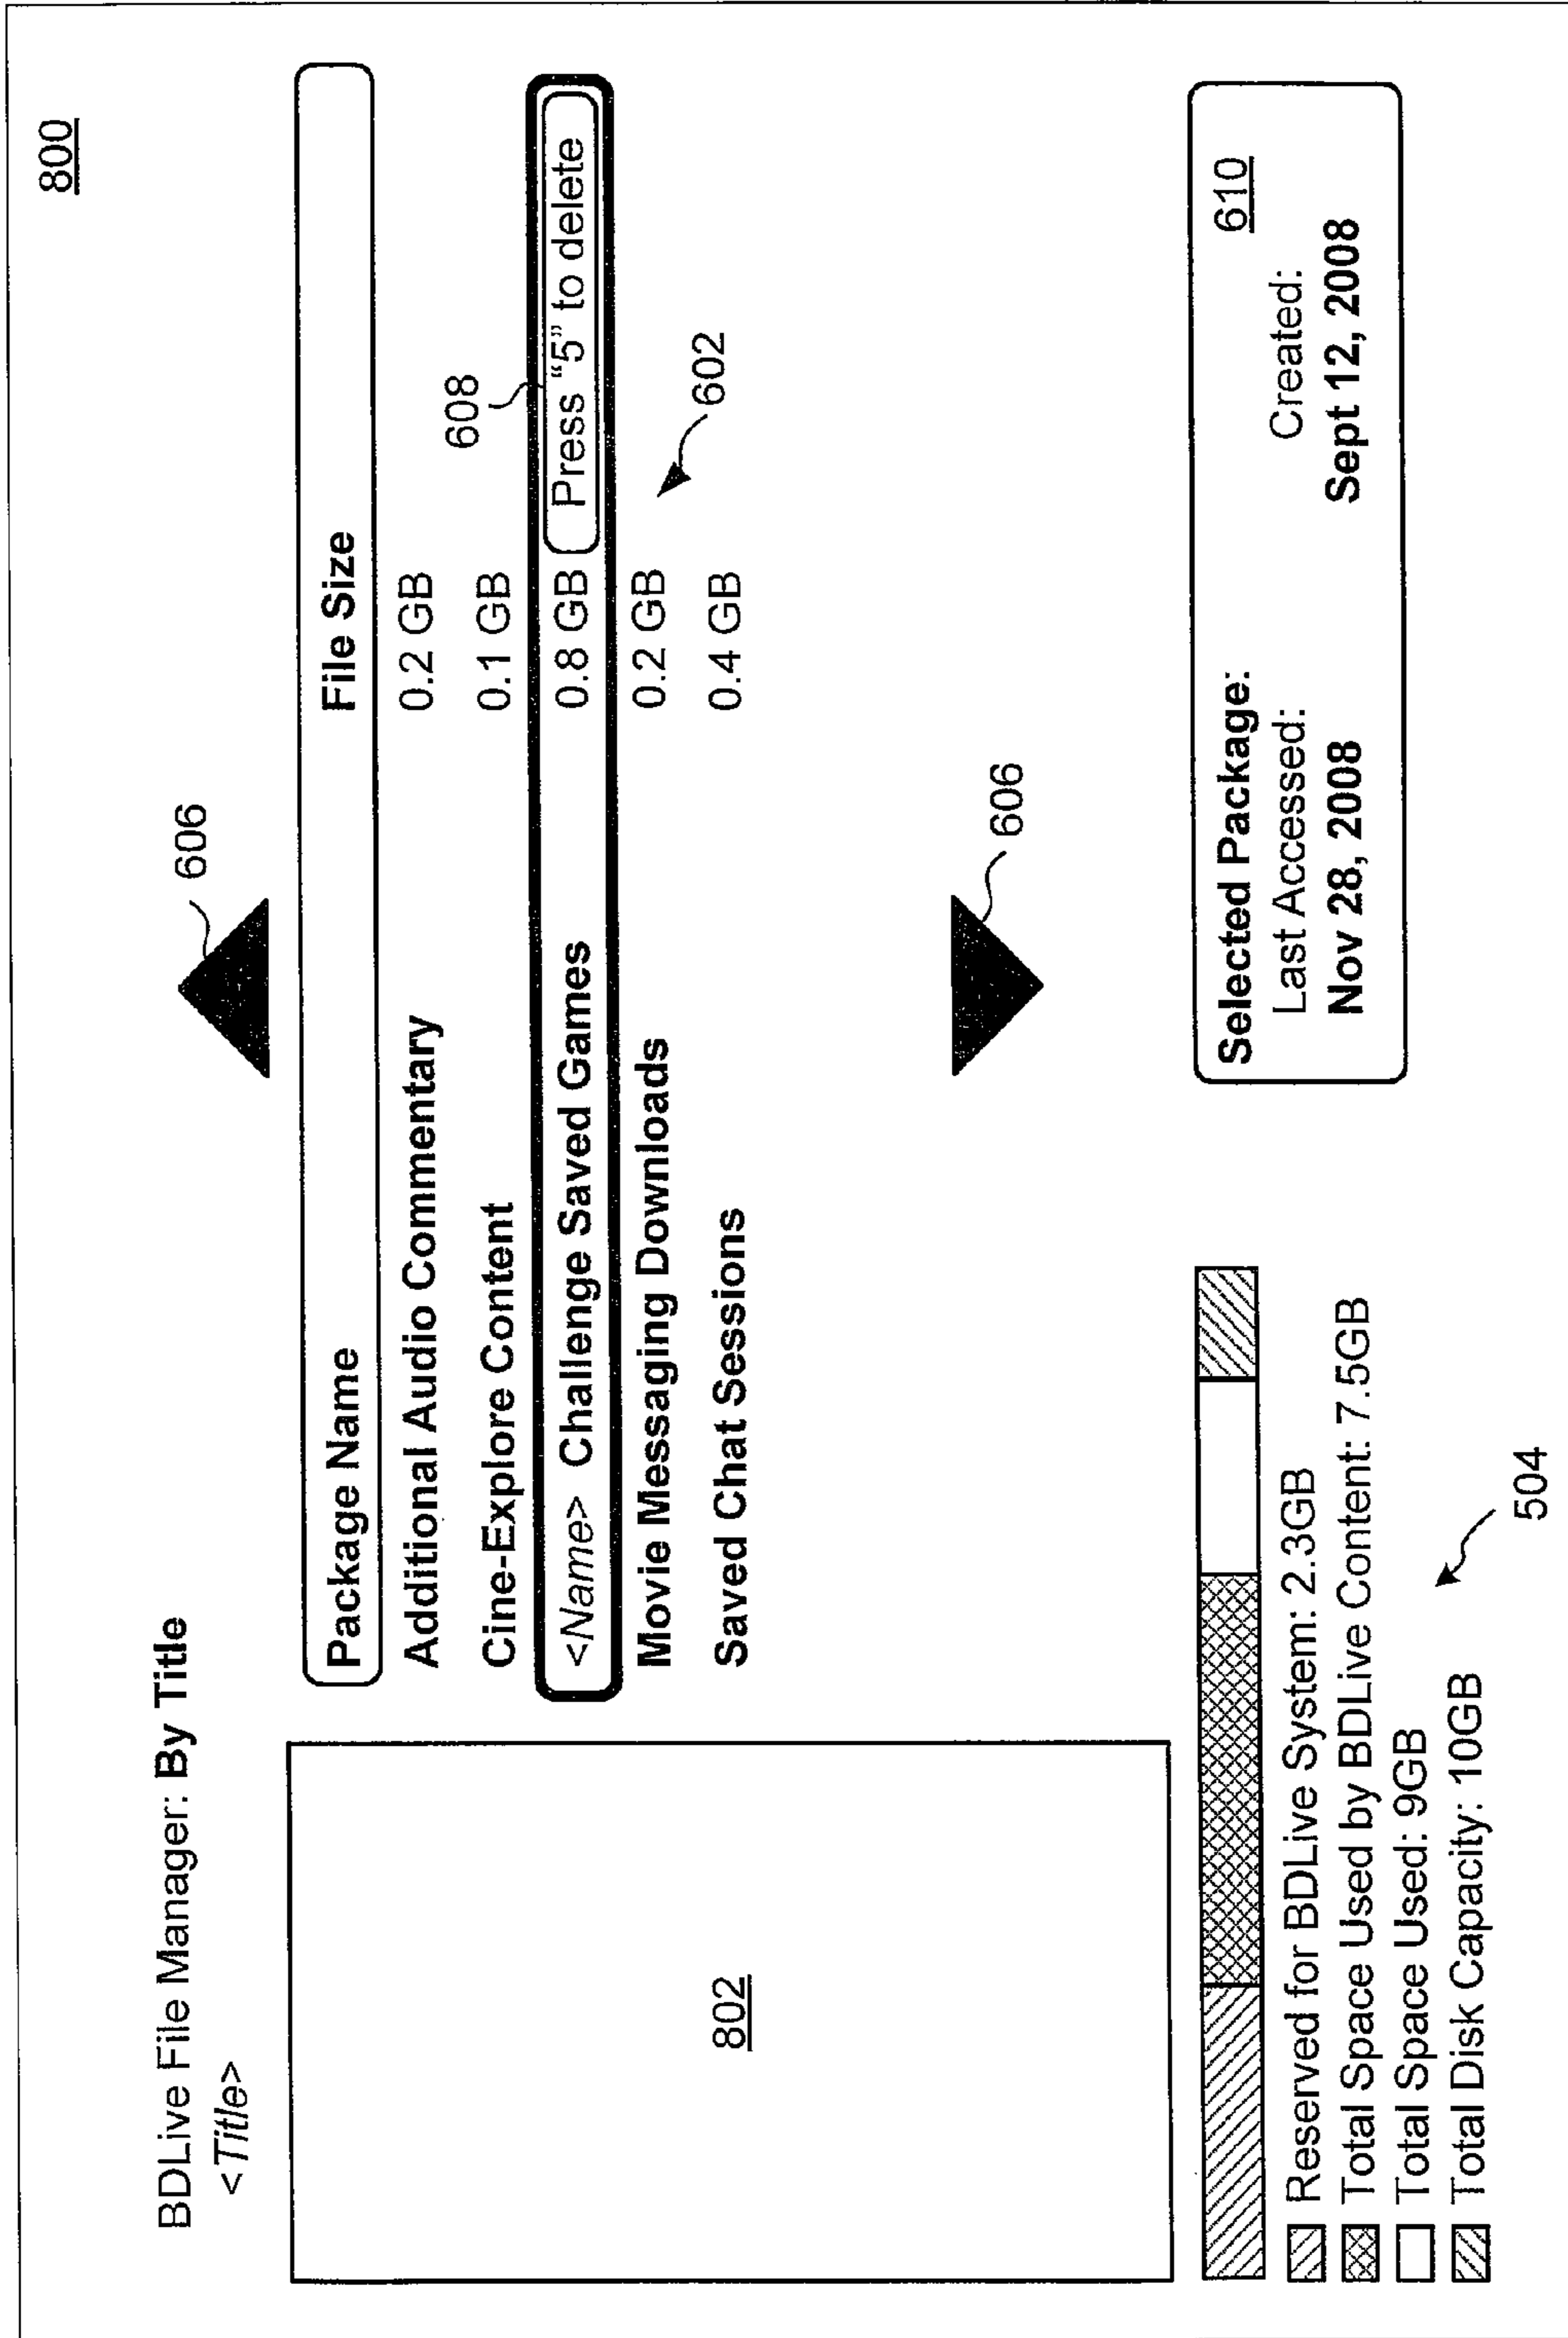 800
BDLive File Manager: By Title
<Title>
606
Package Name File Size
Additional Audio Commentary 0.2 GB
Cine-Explore Content 0.1 GB
608
<Name> Challenge Saved Games 0.8 GB Press "5" to delete
Movie Messaging Downloads 0.2 GB
602
Saved Chat Sessions 0.4 GB
802
606
Reserved for BDLive System: 2.3GB
Total Space Used by BDLive Content: 7.5GB
Total Space Used: 9GB
Total Disk Capacity: 10GB
504
Selected Package:
610
Last Accessed: Created:
Nov 28, 2008 Sept 12, 2008